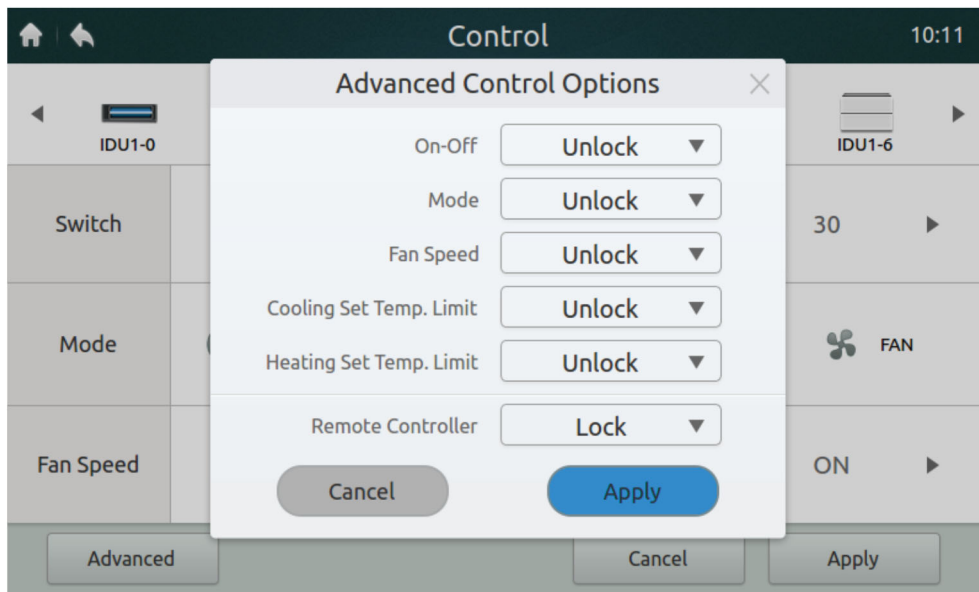 Control
10:11
Advanced Control Options
IDU1-0
IDU1-6
On-Off
Unlock
Mode
Unlock
Fan Speed
Unlock
Cooling Set Temp. Limit
Unlock
Heating Set Temp. Limit
Unlock
Remote Controller
Lock
Cancel
Apply
Switch
30
Mode
FAN
Fan Speed
ON
Advanced
Cancel
Apply